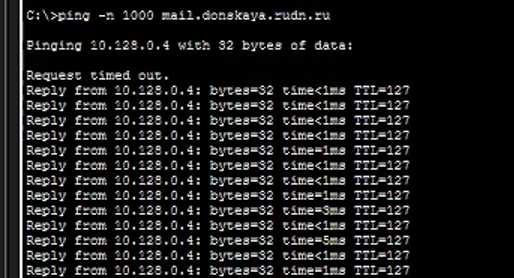 C:\>ping -n 1000 mail.donskaya.rudn.ru
Pinging 10.128.0.4 with 32 bytes of data:
Request timed out.
Reply from 10.128.0.4: bytes=32 time<1ms TTL=127
Reply from 10.128.0.4: bytes=32 time<1ms TTL=127
Reply from 10.128.0.4: bytes=32 time<1ms TTL=127
Reply from 10.128.0.4: bytes=32 time<1ms TTL=127
Reply from 10.128.0.4: bytes=32 time=1ms TTL=127
Reply from 10.128.0.4: bytes=32 time<1ms TTL=127
Reply from 10.128.0.4: bytes=32 time<1ms TTL=127
Reply from 10.128.0.4: bytes=32 time=1ms TTL=127
Reply from 10.128.0.4: bytes=32 time=3ms TTL=127
Reply from 10.128.0.4: bytes=32 time<1ms TTL=127
Reply from 10.128.0.4: bytes=32 time=5ms TTL=127
Reply from 10.128.0.4: bytes=32 time<1ms TTL=127
Reply from 10.128.0.4: bytes=32 time=1ms TTL=127